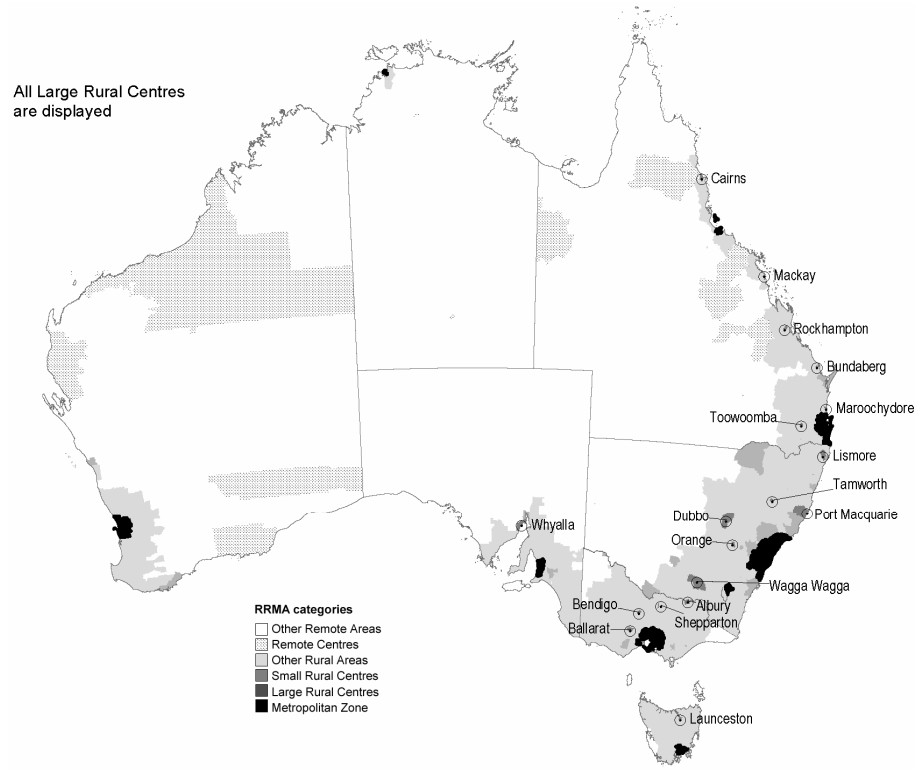 All Large Rural Centres
are displayed
Cairns
Mackay
Rockhampton
Bundaberg
Maroochydore
Toowoomba
Lismore
Tamworth
Port Macquarie
Dubbo
Whyalla
Orange
Wagga Wagga
Bendigo
Albury
Shepparton
Ballarat
RRMA categories
Other Remote Areas
Remote Centres
Other Rural Areas
Small Rural Centres
Large Rural Centres
Metropolitan Zone
Launceston